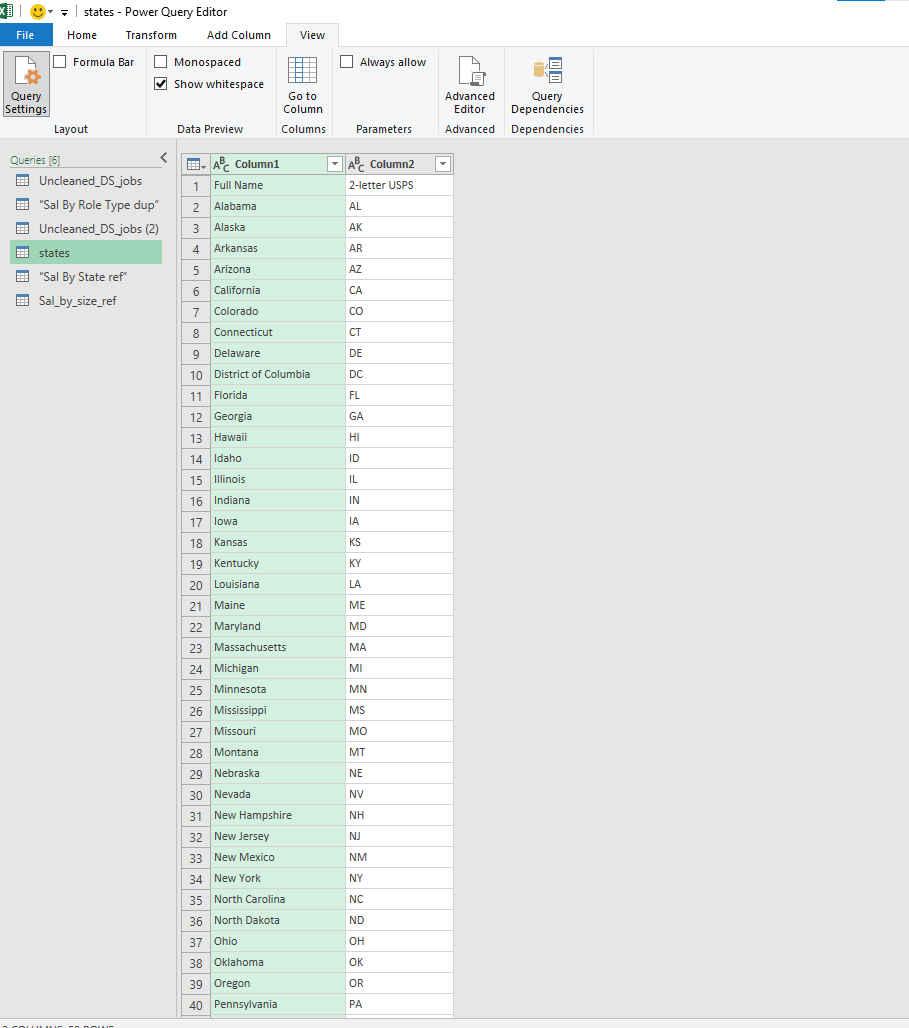 states - Power Query Editor
File Home Transform Add Column View
Query Settings
Formula Bar
Monospaced
Show whitespace
Go to Column
Always allow
Advanced Editor
Query Dependencies
Layout Data Preview Columns Parameters Advanced Dependencies
Queries [6]
Uncleaned_DS_jobs
"Sal By Role Type dup"
Uncleaned_DS_jobs (2)
states
"Sal By State ref"
Sal_by_size_ref
ABC Column1 ABC Column2
1 Full Name 2-letter USPS
2 Alabama AL
3 Alaska AK
4 Arkansas AR
5 Arizona AZ
6 California CA
7 Colorado CO
8 Connecticut CT
9 Delaware DE
10 District of Columbia DC
11 Florida FL
12 Georgia GA
13 Hawaii HI
14 Idaho ID
15 Illinois IL
16 Indiana IN
17 Iowa IA
18 Kansas KS
19 Kentucky KY
20 Louisiana LA
21 Maine ME
22 Maryland MD
23 Massachusetts MA
24 Michigan MI
25 Minnesota MN
26 Mississippi MS
27 Missouri MO
28 Montana MT
29 Nebraska NE
30 Nevada NV
31 New Hampshire NH
32 New Jersey NJ
33 New Mexico NM
34 New York NY
35 North Carolina NC
36 North Dakota ND
37 Ohio OH
38 Oklahoma OK
39 Oregon OR
40 Pennsylvania PA